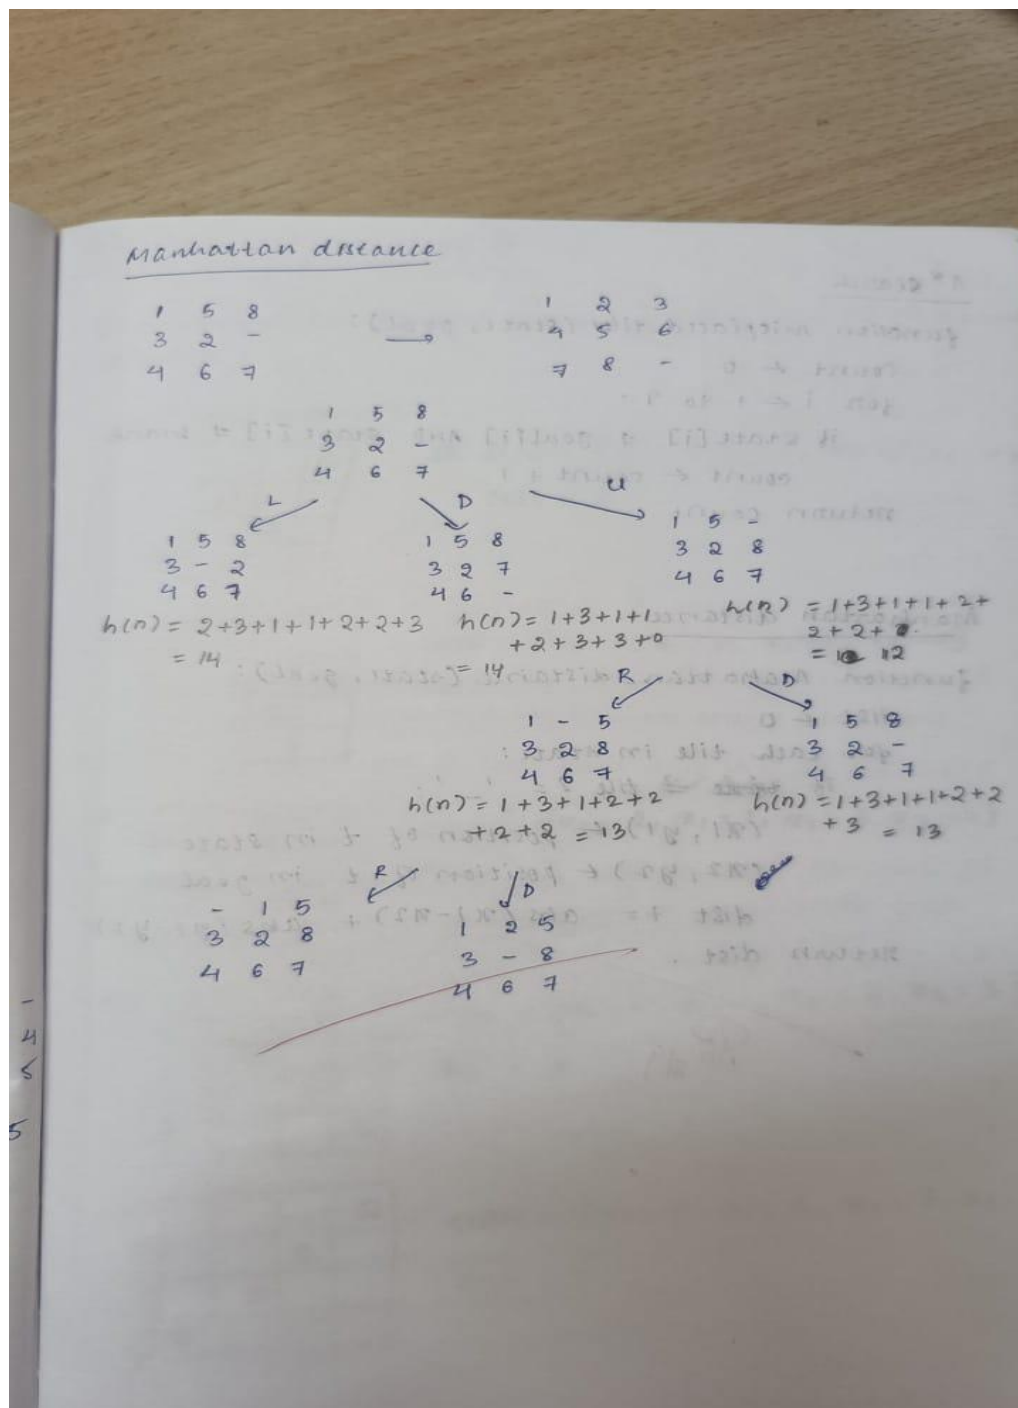 Manhattan distance
1 5 8
3 2 -
4 6 7
→
1 2 3
4 5 6
7 8 -
1 5 8
3 2 -
4 6 7
L D U
1 5 8
3 - 2
4 6 7
h(n) = 2+3+1+1+2+2+3
= 14
1 5 8
3 2 7
4 6 -
h(n) = 1+3+1+1
+2+3+3+0
= 14
1 5 -
3 2 8
4 6 7
h(n) = 1+3+1+1+2+
2+2+
= 12
R D
1 - 5
3 2 8
4 6 7
h(n) = 1+3+1+2+2
+2+2 = 13
1 5 8
3 2 -
4 6 7
h(n) = 1+3+1+1+2+2
+3 = 13
R D
- 1 5
3 2 8
4 6 7
1 2 5
3 - 8
4 6 7
-
4
5
5